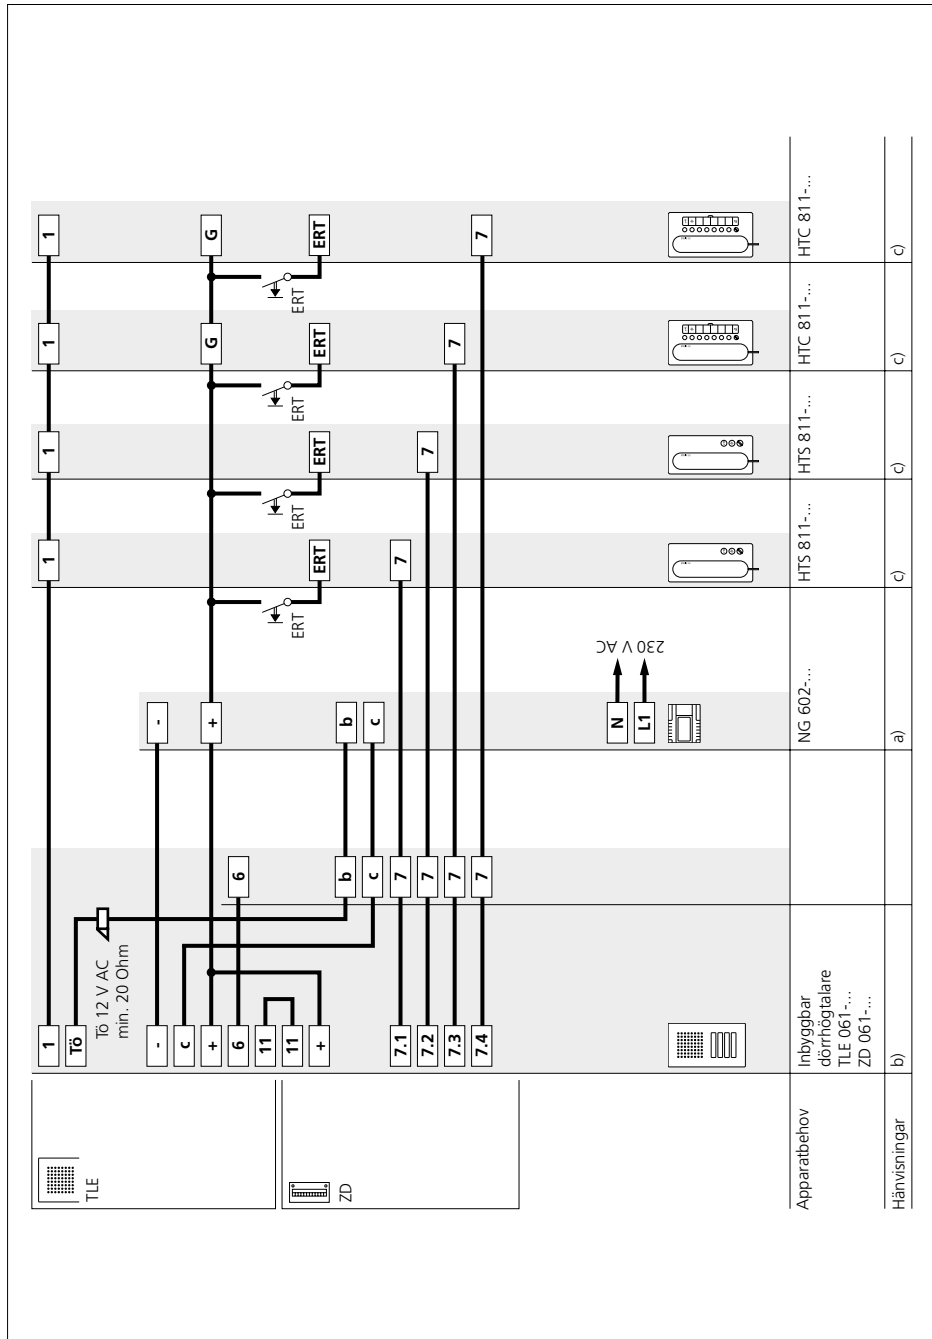 1 1 1 1 1
Tö
TLE
Tö 12 V AC
min. 20 Ohm
- -
c
+ + G G
6 6
11
11
ERT ERT ERT ERT
+ ERT ERT ERT ERT
ZD
b b
c c
7.1 7 7
7.2 7 7
7.3 7 7
7.4 7 7
N
L1
230 V AC
Apparatbehov
Inbyggbar
dörrhögtalare
TLE 061-...
ZD 061-...
NG 602-...
HTS 811-...
HTS 811-...
HTC 811-...
HTC 811-...
Hänvisningar
b)
a)
c)
c)
c)
c)